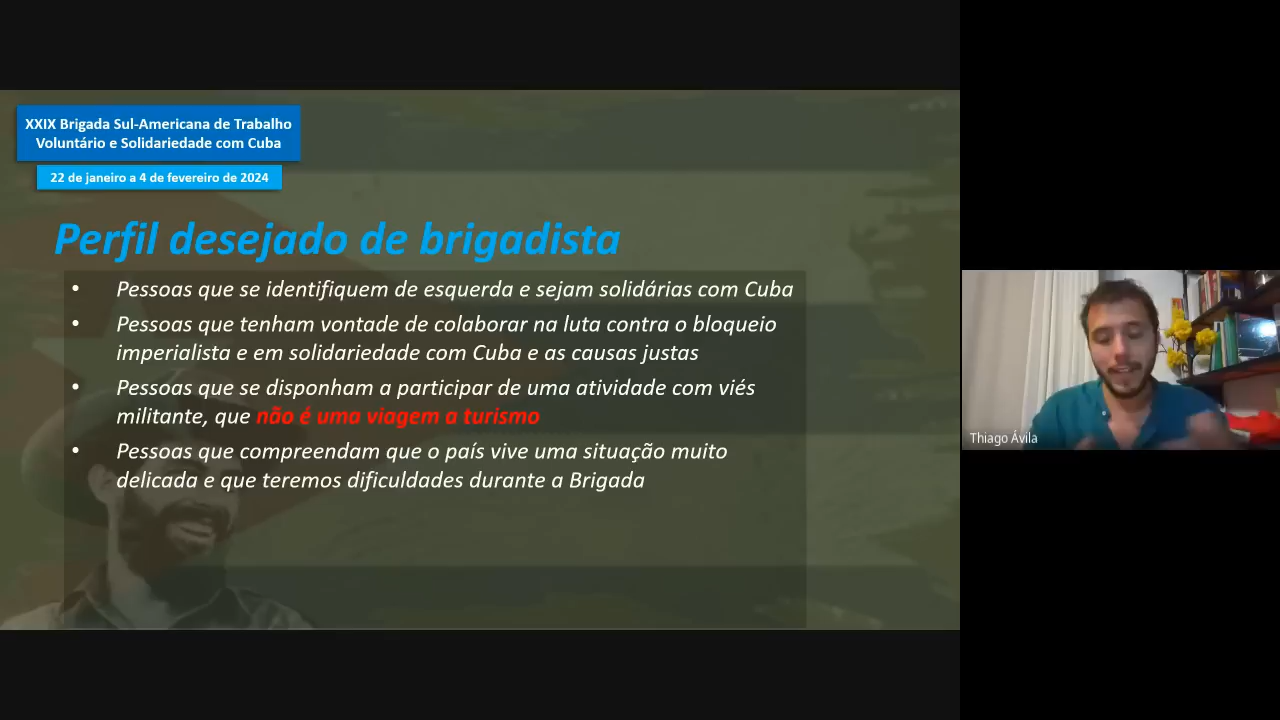 XXIX Brigada Sul-Americana de Trabalho
Voluntário e Solidariedade com Cuba
22 de janeiro a 4 de fevereiro de 2024
Perfil desejado de brigadista
• Pessoas que se identifiquem de esquerda e sejam solidárias com Cuba
• Pessoas que tenham vontade de colaborar na luta contra o bloqueio
imperialista e em solidariedade com Cuba e as causas justas
• Pessoas que se disponham a participar de uma atividade com viés
militante, que não é uma viagem a turismo
• Pessoas que compreendam que o país vive uma situação muito
delicada e que teremos dificuldades durante a Brigada
Thiago Ávila